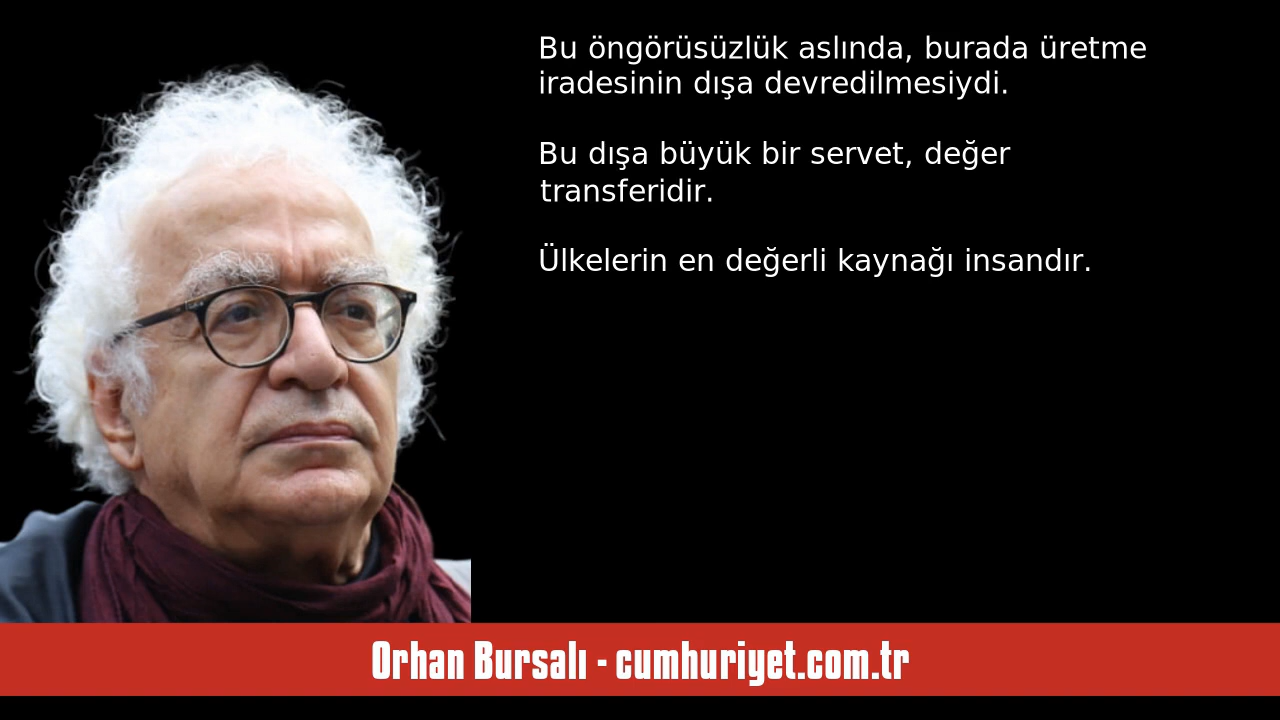 Bu öngörüsüzlük aslında, burada üretme
iradesinin dışa devredilmesiydi.
Bu dışa büyük bir servet, değer
transferidir.
Ülkelerin en değerli kaynağı insandır.
Orhan Bursalı - cumhuriyet.com.tr